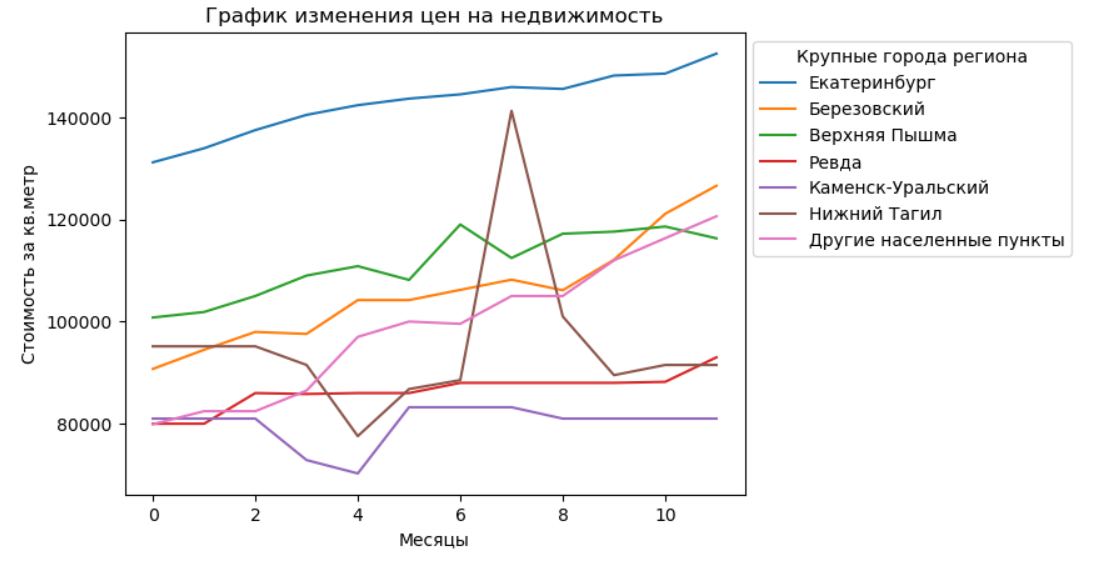 График изменения цен на недвижимость
Крупные города региона
Екатеринбург
Березовский
Верхняя Пышма
Ревда
Каменск-Уральский
Нижний Тагил
Другие населенные пункты
Стоимость за кв.метр
140000
120000
100000
80000
0 2 4 6 8 10
Месяцы